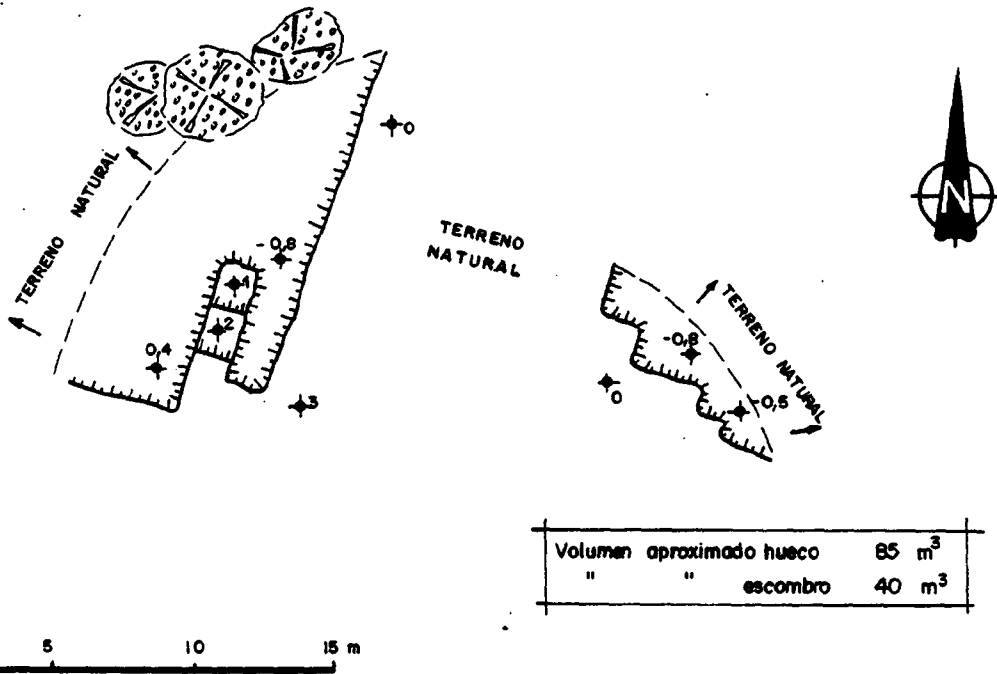 0
TERRENO NATURAL
TERRENO
NATURAL
N
-0,8
1
2
0,4
3
TERRENO NATURAL
-0,8
0
-0,5
Volumen aproximado hueco 85 m³
" " escombro 40 m³
5 10 15 m